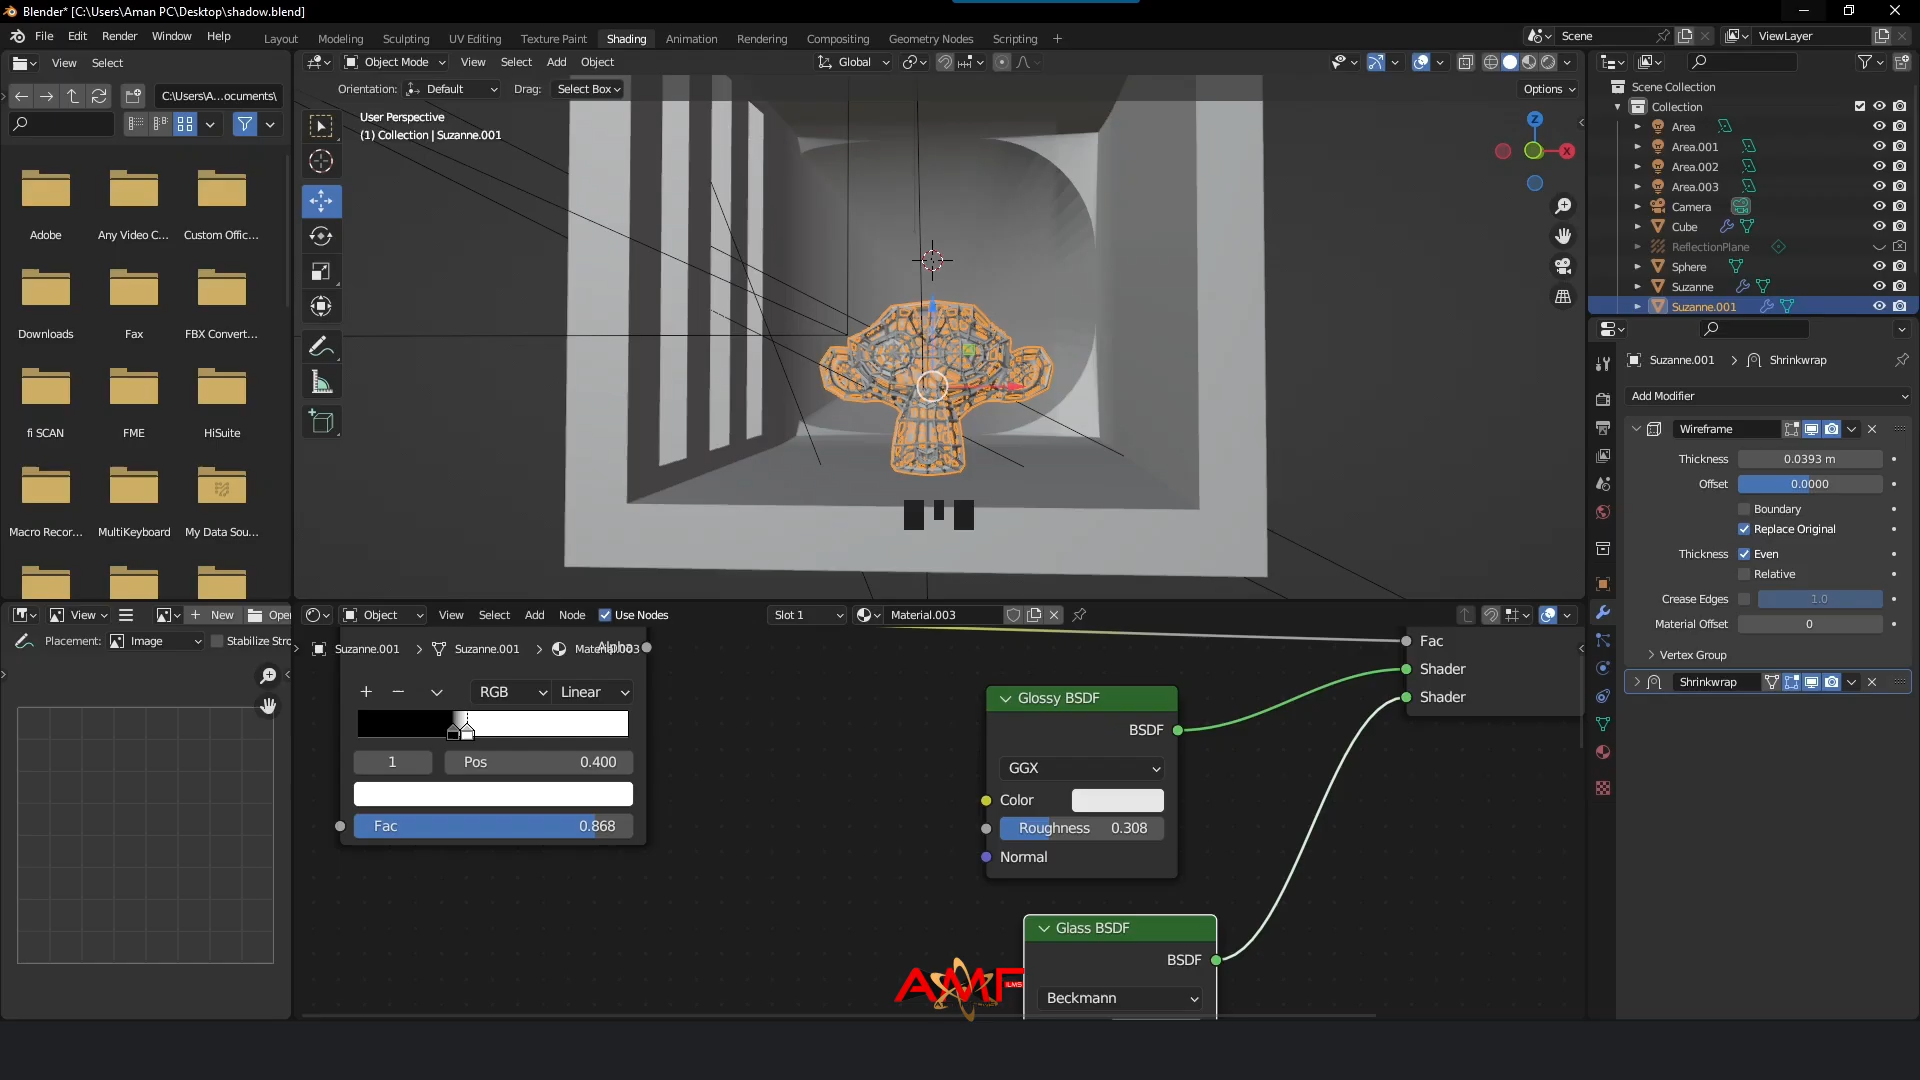 Blender* [C:\Users\Aman PC\Desktop\shadow.blend]
File Edit Render Window Help
Layout Modeling Sculpting UV Editing Texture Paint Shading Animation Rendering Compositing Geometry Nodes Scripting +
Scene
ViewLayer
View Select
C:\Users\A...ocuments\
Object Mode View Select Add Object
Global
Orientation: Default Drag: Select Box
Options
User Perspective
(1) Collection | Suzanne.001
Z
X
Adobe Any Video C... Custom Offic...
Downloads Fax FBX Convert...
fi SCAN FME HiSuite
Macro Recor... MultiKeyboard My Data Sou...
Scene Collection
Collection
Area
Area.001
Area.002
Area.003
Camera
Cube
ReflectionPlane
Sphere
Suzanne
Suzanne.001
Suzanne.001 > Shrinkwrap
Add Modifier
Wireframe
Thickness 0.0393 m
Offset 0.0000
Boundary
Replace Original
Thickness Even
Relative
Crease Edges 1.0
Material Offset 0
Vertex Group
Shrinkwrap
View + New Open
Placement: Image Stabilize Stro
Object View Select Add Node Use Nodes
Slot 1 Material.003
Suzanne.001 > Suzanne.001 > Material.003
Alpha
RGB Linear
1 Pos 0.400
Fac 0.868
Fac
Shader
Shader
Glossy BSDF
BSDF
GGX
Color
Roughness 0.308
Normal
Glass BSDF
BSDF
Beckmann
AMF
ILMS